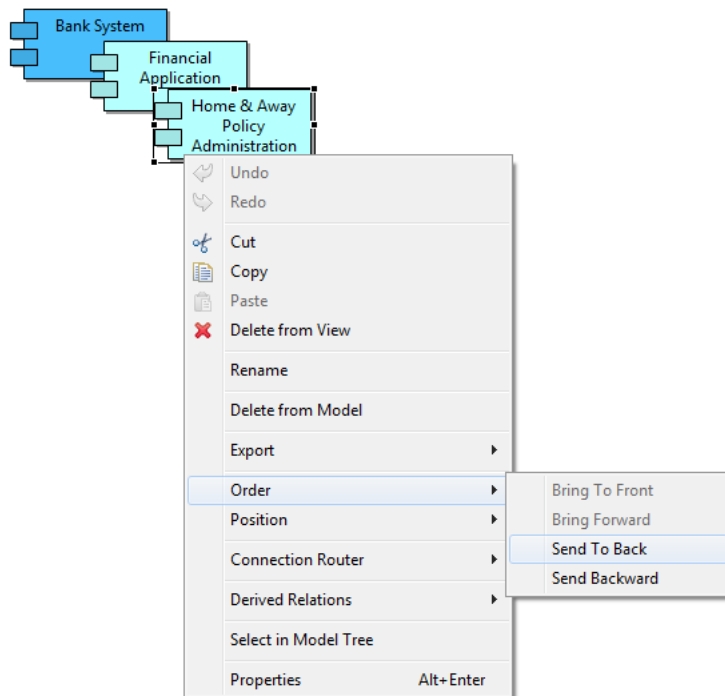 Bank System
Financial
Application
Home & Away
Policy
Administration
Undo
Redo
Cut
Copy
Paste
Delete from View
Rename
Delete from Model
Export
Order
Position
Connection Router
Derived Relations
Select in Model Tree
Properties Alt+Enter
Bring To Front
Bring Forward
Send To Back
Send Backward